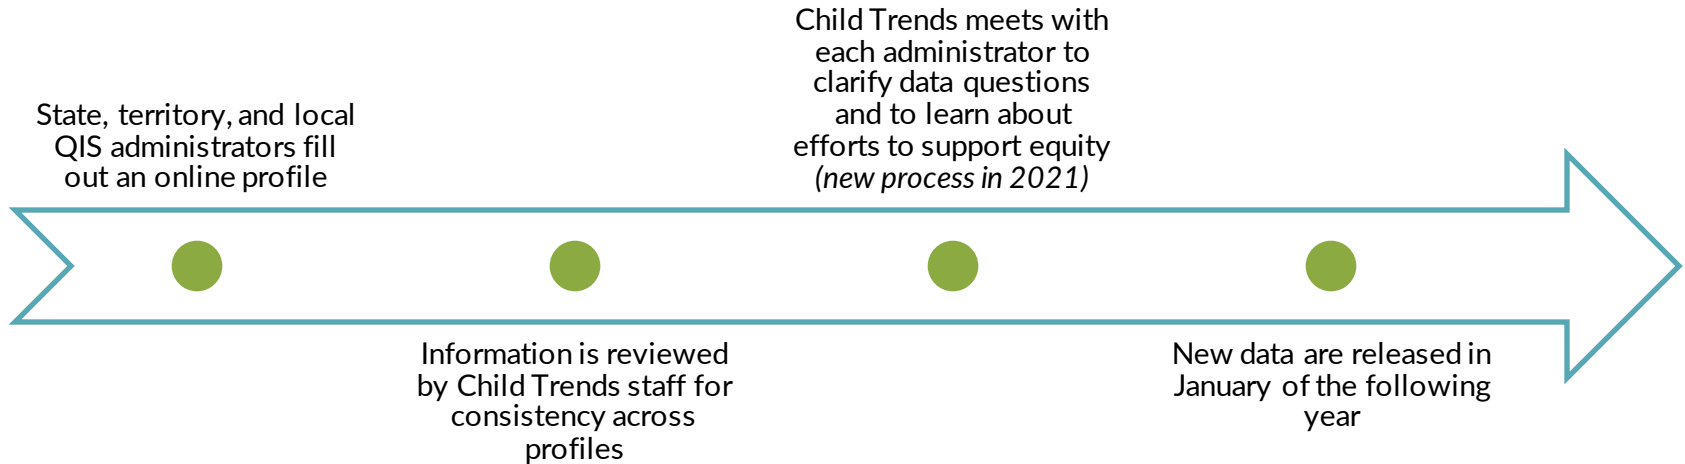 State, territory, and local
QIS administrators fill
out an online profile
Information is reviewed
by Child Trends staff for
consistency across
profiles
Child Trends meets with
each administrator to
clarify data questions
and to learn about
efforts to support equity
(new process in 2021)
New data are released in
January of the following
year